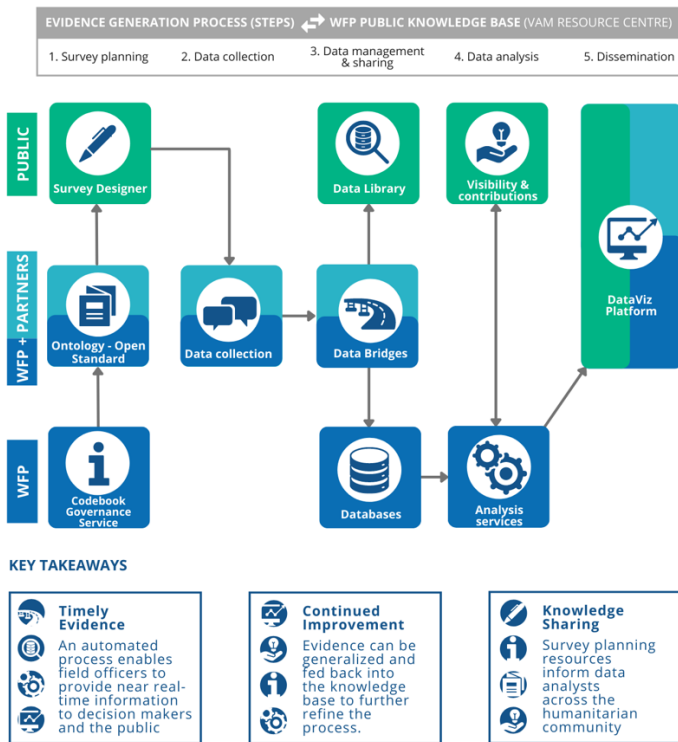 EVIDENCE GENERATION PROCESS (STEPS) WFP PUBLIC KNOWLEDGE BASE (VAM RESOURCE CENTRE)
1. Survey planning
2. Data collection
3. Data management
& sharing
4. Data analysis
5. Dissemination
PUBLIC
Survey Designer
Data Library
Visibility &
contributions
DataViz
Platform
WFP + PARTNERS
Ontology - Open
Standard
Data collection
Data Bridges
WFP
Codebook
Governance
Service
Databases
Analysis
services
KEY TAKEAWAYS
Timely
Evidence
An automated
process enables
field officers to
provide near real-
time information
to decision makers
and the public
Continued
Improvement
Evidence can be
generalized and
fed back into
the knowledge
base to further
refine the
process.
Knowledge
Sharing
Survey planning
resources
inform data
analysts
across the
humanitarian
community